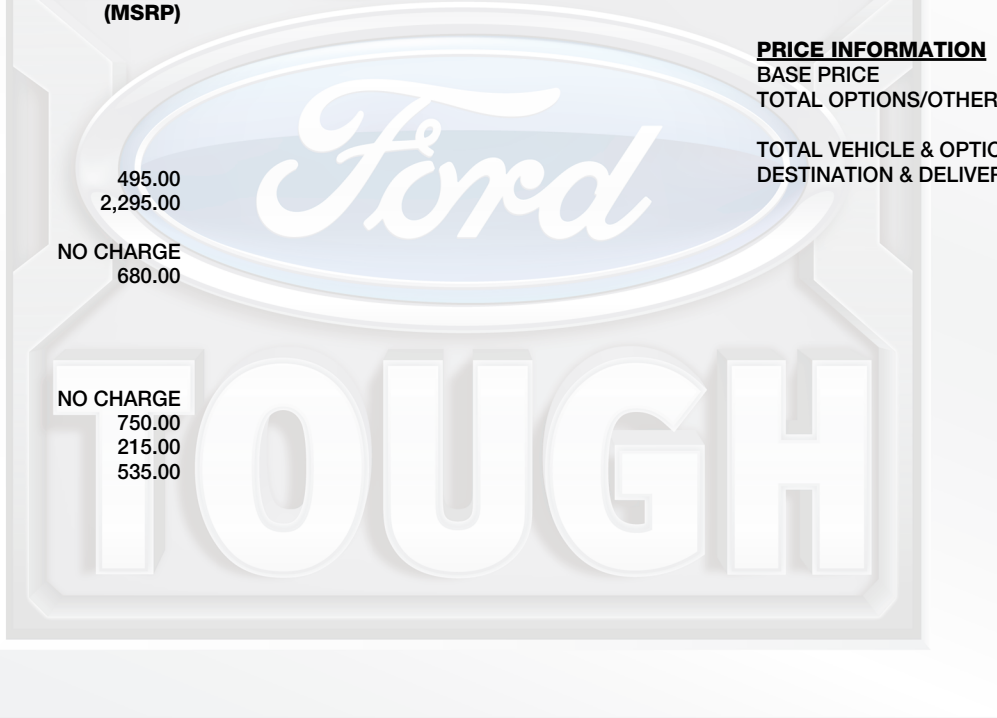 (MSRP)
495.00
2,295.00
NO CHARGE
680.00
NO CHARGE
750.00
215.00
535.00
PRICE INFORMATION
BASE PRICE
TOTAL OPTIONS/OTHER
TOTAL VEHICLE & OPTIO
DESTINATION & DELIVER
Ford
TOUGH